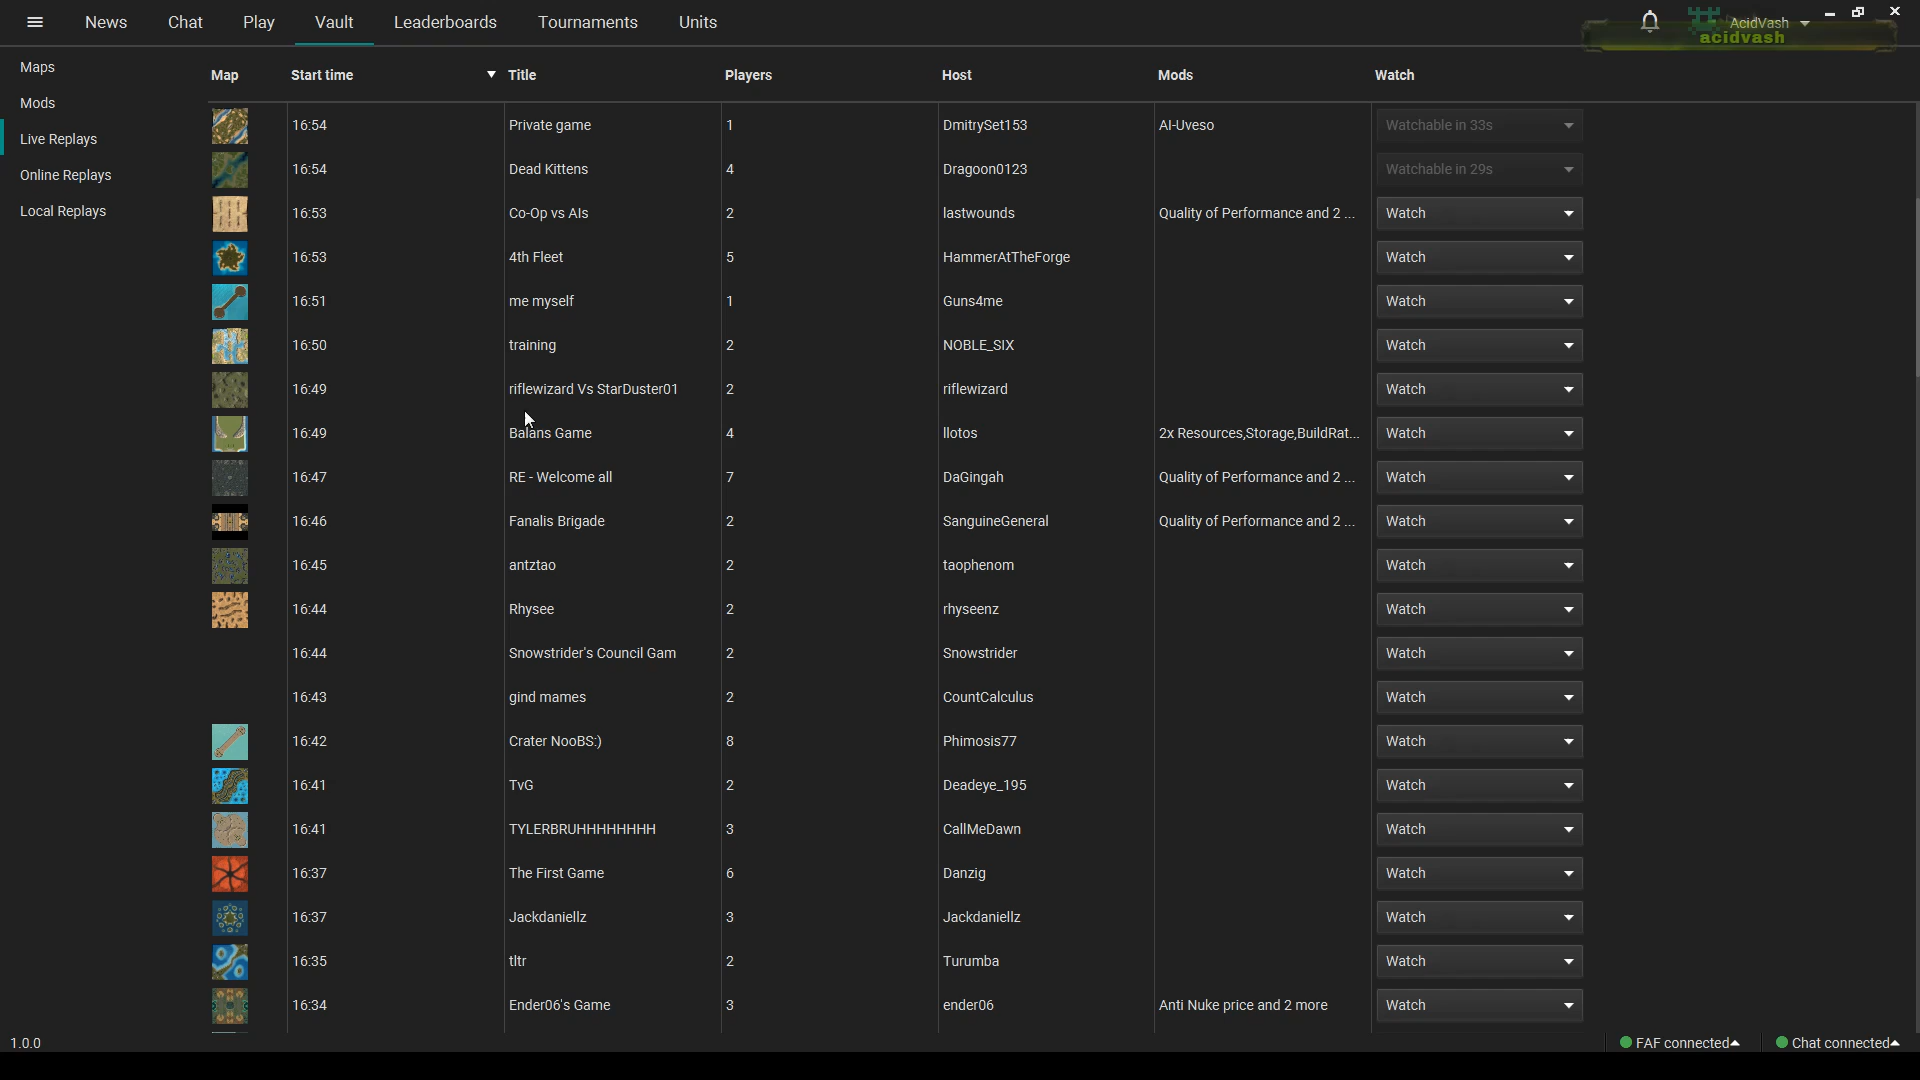 News Chat Play Vault Leaderboards Tournaments Units AcidVash
acidvash
Maps
Mods
Live Replays
Online Replays
Local Replays
Map Start time Title Players Host Mods Watch
16:54 Private game 1 DmitrySet153 AI-Uveso Watchable in 33s
16:54 Dead Kittens 4 Dragoon0123 Watchable in 29s
16:53 Co-Op vs AIs 2 lastwounds Quality of Performance and 2 ... Watch
16:53 4th Fleet 5 HammerAtTheForge Watch
16:51 me myself 1 Guns4me Watch
16:50 training 2 NOBLE_SIX Watch
16:49 riflewizard Vs StarDuster01 2 riflewizard Watch
16:49 Balans Game 4 llotos 2x Resources,Storage,BuildRat... Watch
16:47 RE - Welcome all 7 DaGingah Quality of Performance and 2 ... Watch
16:46 Fanalis Brigade 2 SanguineGeneral Quality of Performance and 2 ... Watch
16:45 antztao 2 taophenom Watch
16:44 Rhysee 2 rhyseenz Watch
16:44 Snowstrider's Council Gam 2 Snowstrider Watch
16:43 gind mames 2 CountCalculus Watch
16:42 Crater NooBS:) 8 Phimosis77 Watch
16:41 TvG 2 Deadeye_195 Watch
16:41 TYLERBRUHHHHHHHH 3 CallMeDawn Watch
16:37 The First Game 6 Danzig Watch
16:37 Jackdaniellz 3 Jackdaniellz Watch
16:35 tltr 2 Turumba Watch
16:34 Ender06's Game 3 ender06 Anti Nuke price and 2 more Watch
1.0.0 FAF connected Chat connected